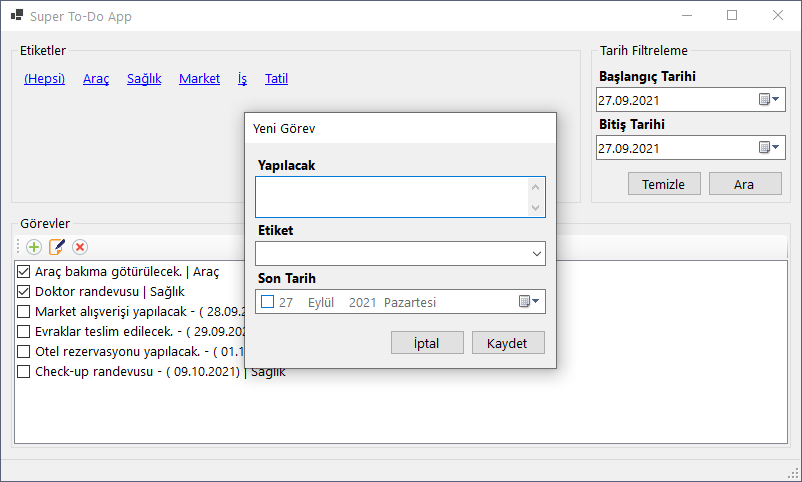 Super To-Do App
Etiketler
(Hepsi) Araç Sağlık Market İş Tatil
Tarih Filtreleme
Başlangıç Tarihi
27.09.2021
Bitiş Tarihi
27.09.2021
Temizle Ara
Yeni Görev
Yapılacak
Etiket
Son Tarih
27 Eylül 2021 Pazartesi
İptal Kaydet
Görevler
Araç bakıma götürülecek. | Araç
Doktor randevusu | Sağlık
Market alışverişi yapılacak - ( 28.09.2
Evraklar teslim edilecek. - ( 29.09.202
Otel rezervasyonu yapılacak. - ( 01.1
Check-up randevusu - ( 09.10.2021) | Sağlık